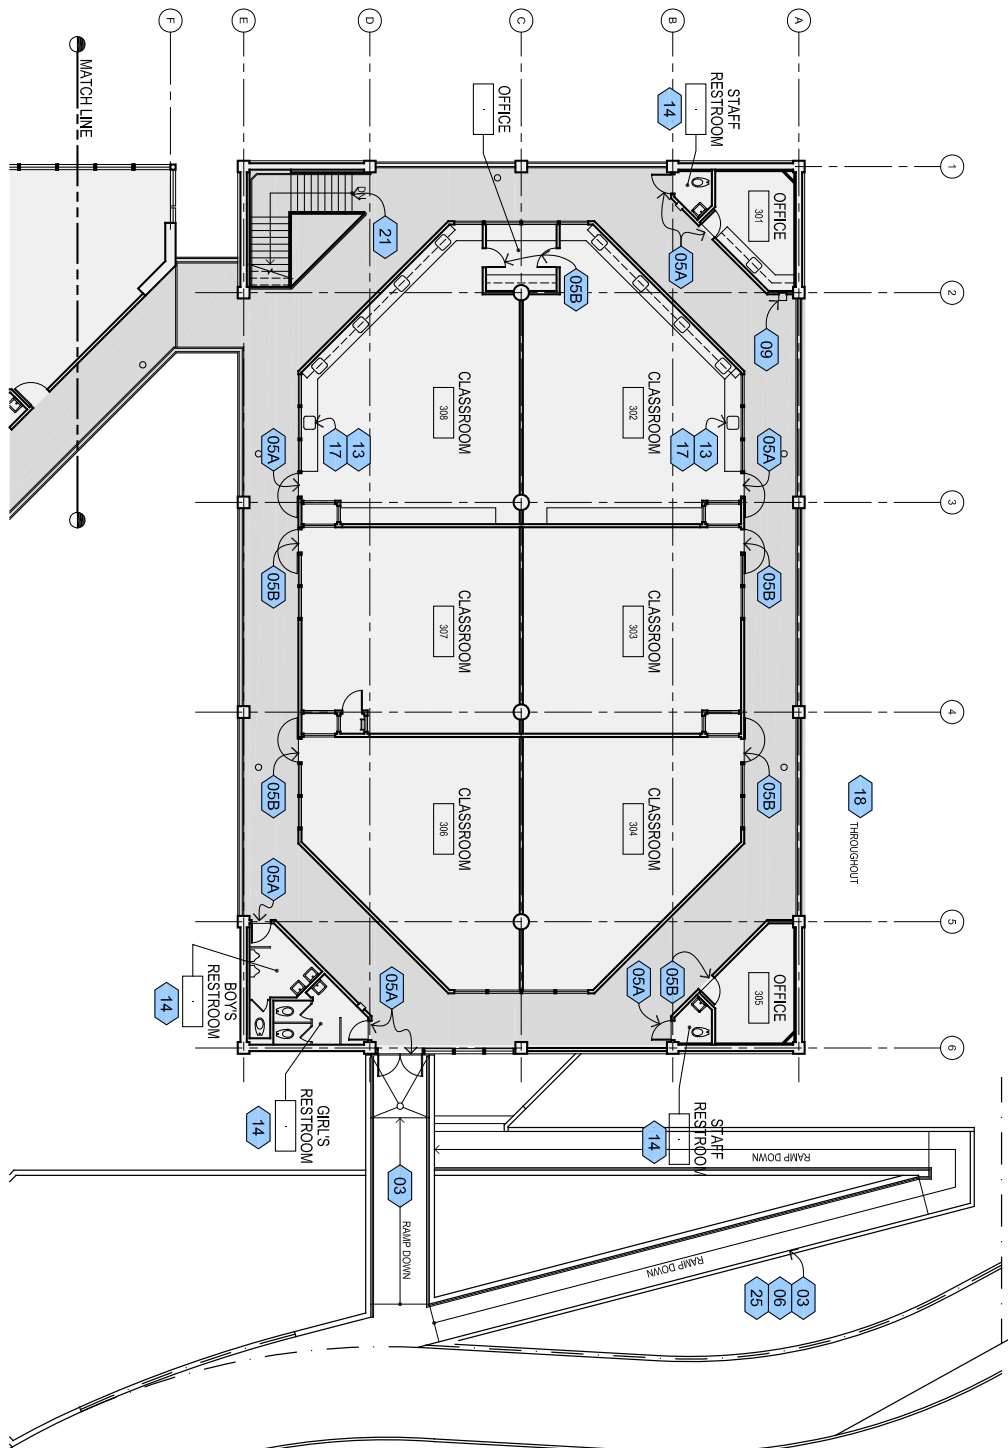 F
E
D
C
B
A
MATCH LINE
OFFICE
.
STAFF
RESTROOM
.
14
1
2
3
4
5
6
DN
21
OFFICE
301
05A
05B
09
CLASSROOM
308
CLASSROOM
302
13
17
13
17
05A
05A
05B
05B
CLASSROOM
307
CLASSROOM
303
05B
05B
18
THROUGHOUT
CLASSROOM
306
CLASSROOM
304
05A
05A
05A
05B
OFFICE
305
BOY'S
RESTROOM
.
14
GIRL'S
RESTROOM
.
14
STAFF
RESTROOM
.
14
03
RAMP DOWN
RAMP DOWN
RAMP DOWN
03
06
25